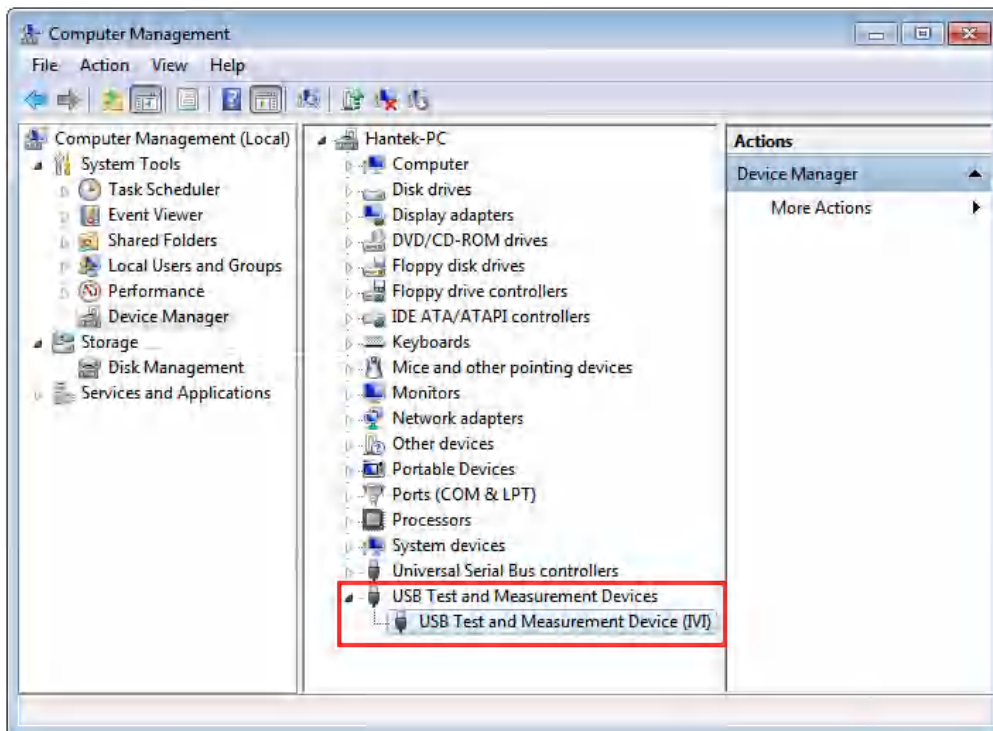 Computer Management
File Action View Help
Computer Management (Local)
System Tools
Task Scheduler
Event Viewer
Shared Folders
Local Users and Groups
Performance
Device Manager
Storage
Disk Management
Services and Applications
Hantek-PC
Computer
Disk drives
Display adapters
DVD/CD-ROM drives
Floppy disk drives
Floppy drive controllers
IDE ATA/ATAPI controllers
Keyboards
Mice and other pointing devices
Monitors
Network adapters
Other devices
Portable Devices
Ports (COM & LPT)
Processors
System devices
Universal Serial Bus controllers
USB Test and Measurement Devices
USB Test and Measurement Device (IVI)
Actions
Device Manager
More Actions